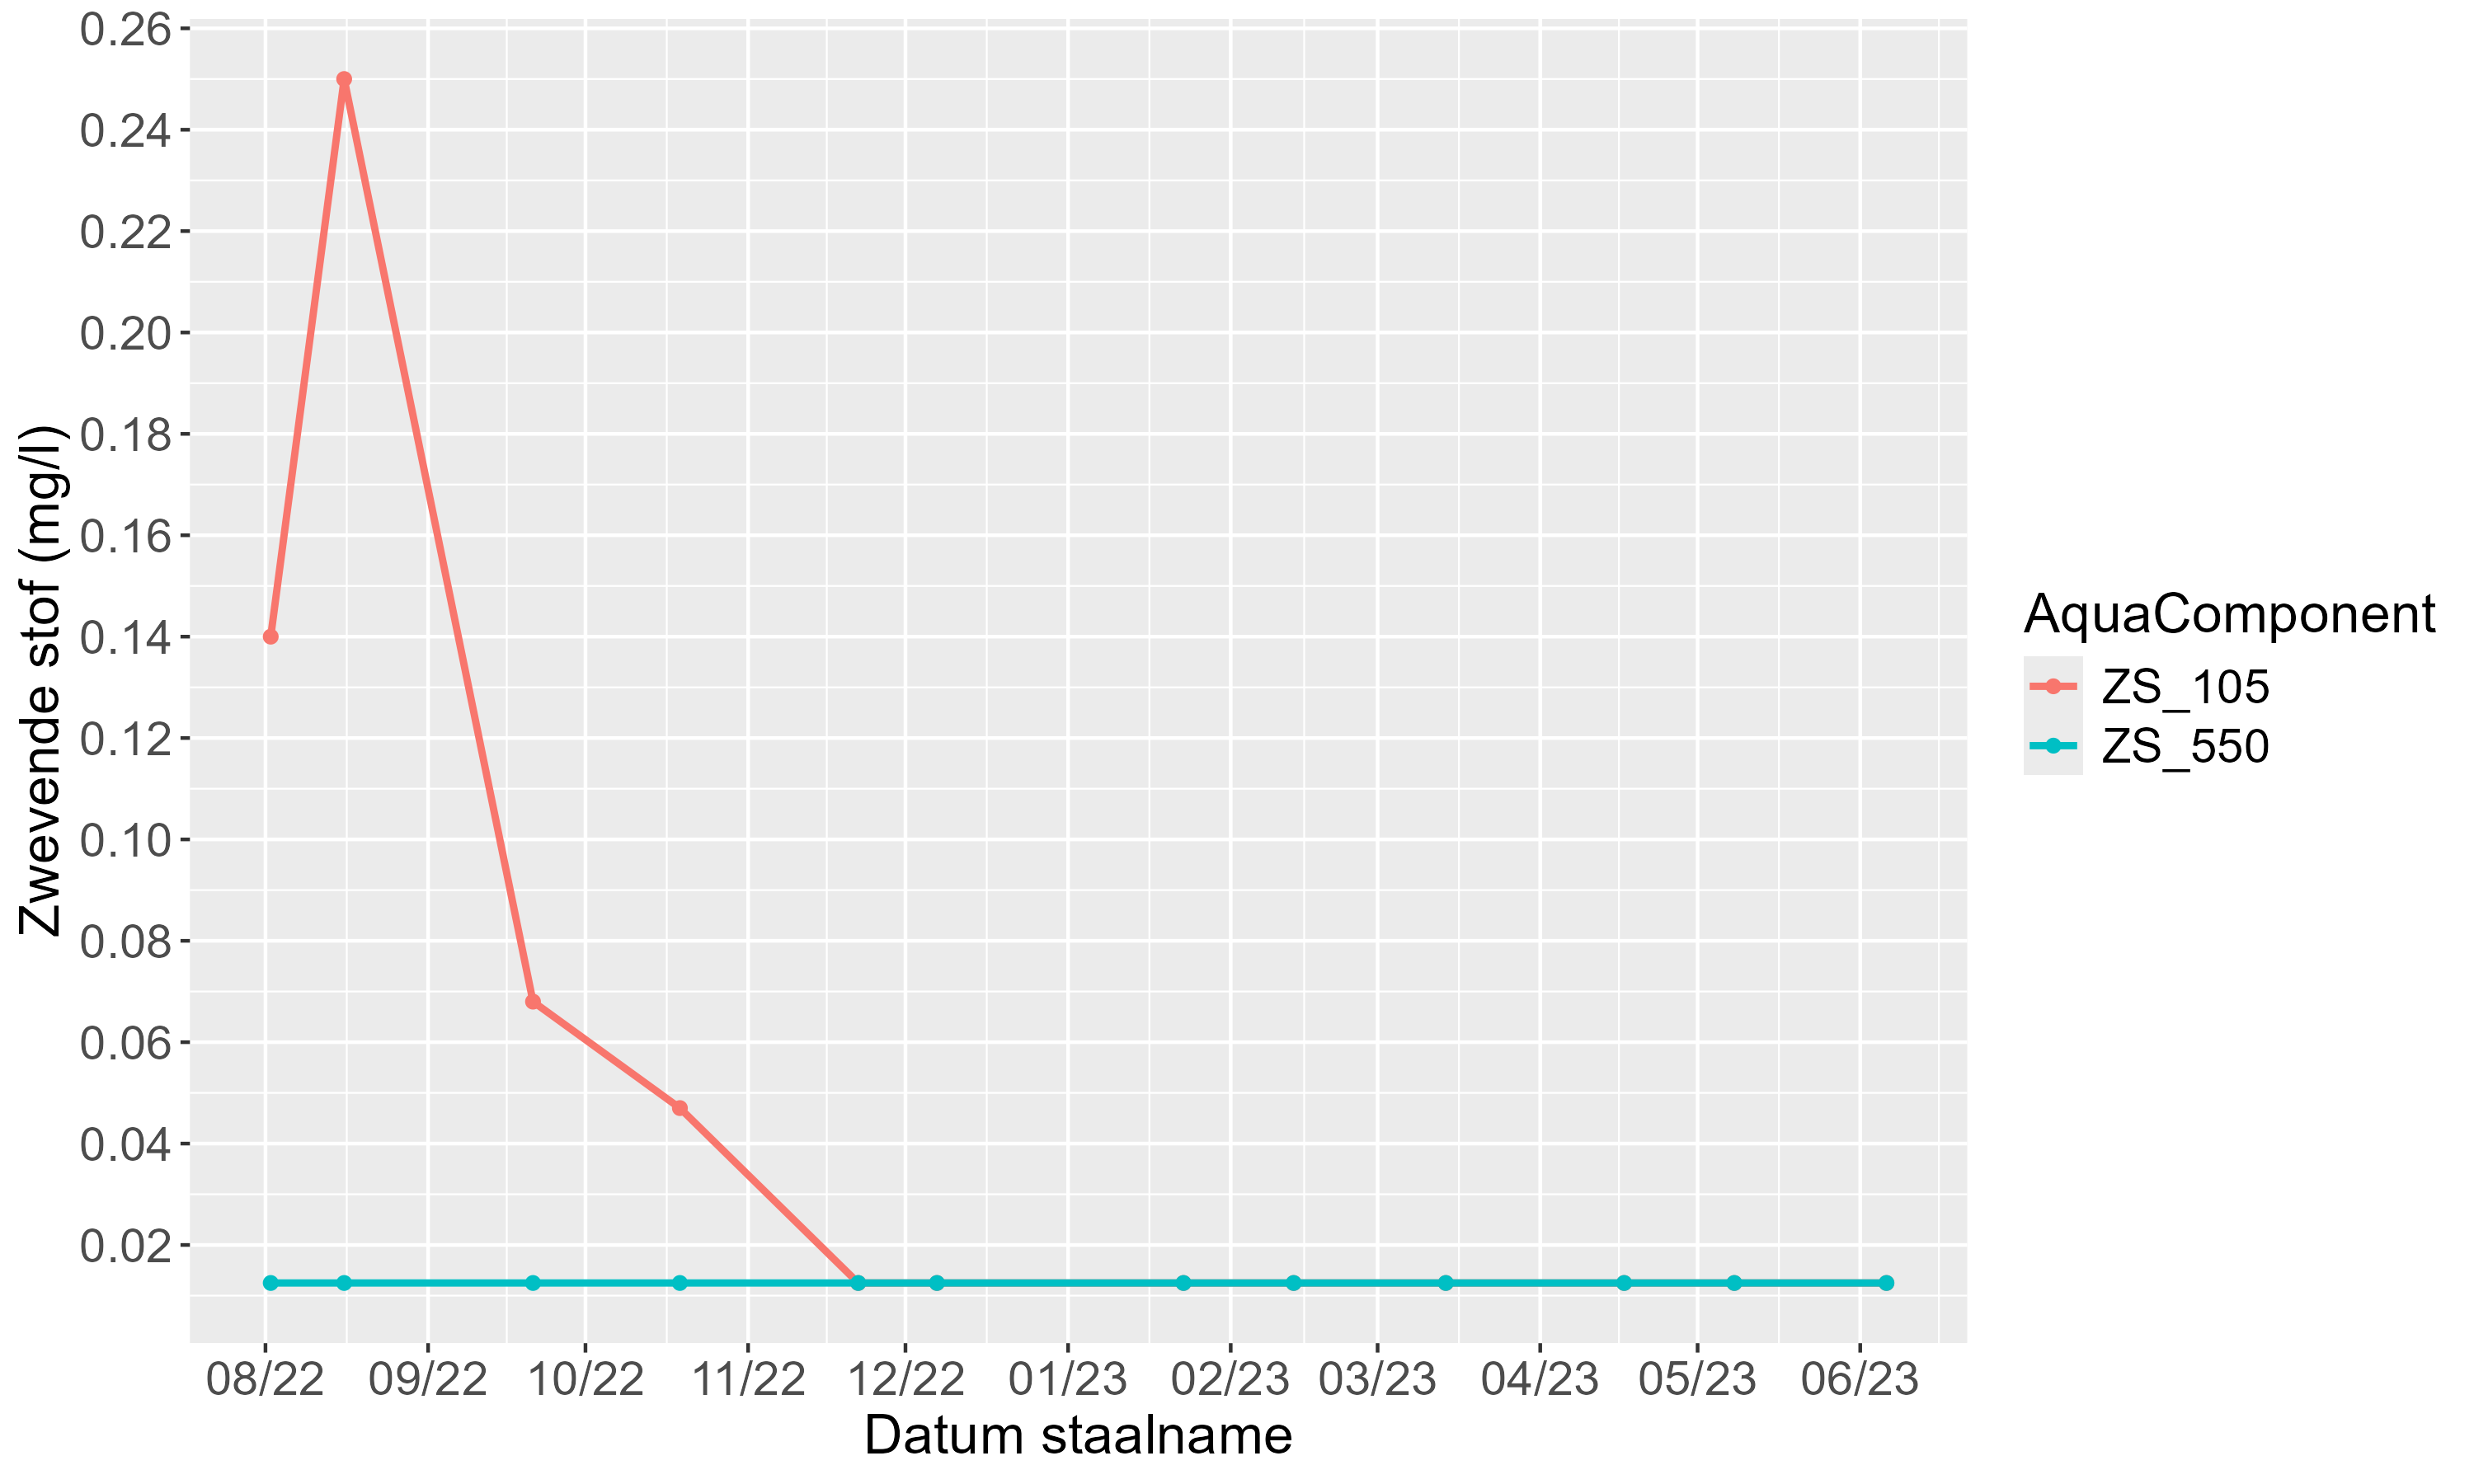 Zwevende stof (mg/l)
0.26
0.24
0.22
0.20
0.18
0.16
0.14
0.12
0.10
0.08
0.06
0.04
0.02
08/22 09/22 10/22 11/22 12/22 01/23 02/23 03/23 04/23 05/23 06/23
Datum staalname
AquaComponent
ZS_105
ZS_550